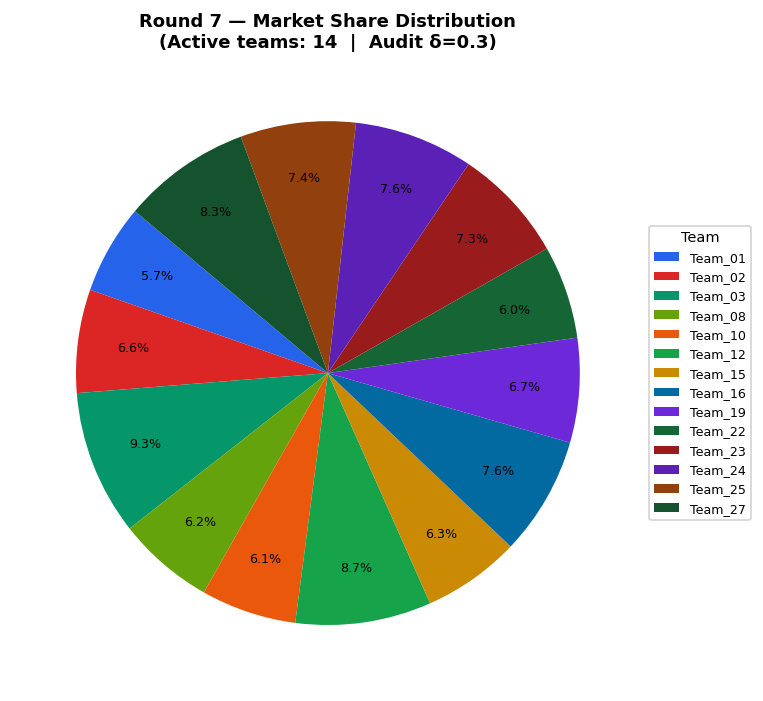 Round 7 — Market Share Distribution
(Active teams: 14  |  Audit δ=0.3)
7.4%
7.6%
8.3%
7.3%
5.7%
6.0%
6.6%
6.7%
9.3%
7.6%
6.2%
6.3%
6.1%
8.7%
Team
Team_01
Team_02
Team_03
Team_08
Team_10
Team_12
Team_15
Team_16
Team_19
Team_22
Team_23
Team_24
Team_25
Team_27